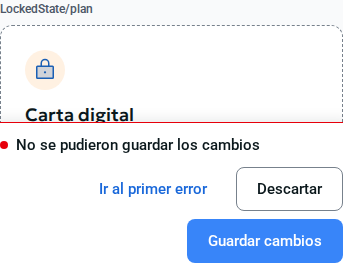 LockedState/plan
Carta digital
No se pudieron guardar los cambios
Ir al primer error
Descartar
Guardar cambios